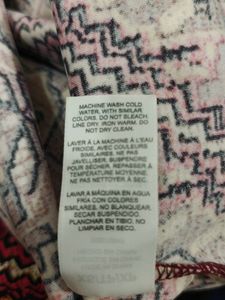 MACHINE WASH COLD
WATER, WITH SIMILAR
COLORS. DO NOT BLEACH.
LINE DRY. IRON WARM. DO
NOT DRY CLEAN.
LAVER À LA MACHINE À L'EAU
FROIDE, AVEC COULEURS
SIMILAIRES. NE PAS
JAVELLISER. SUSPENDRE
POUR SÉCHER. REPASSER À
TEMPÉRATURE MOYENNE.
NE PAS NETTOYER À SEC.
LAVAR A MÁQUINA EN AGUA
FRÍA CON COLORES
SIMILARES. NO BLANQUEAR.
SECAR SUSPENDIDO.
PLANCHAR EN TIBIO. NO
LIMPIAR EN SECO.